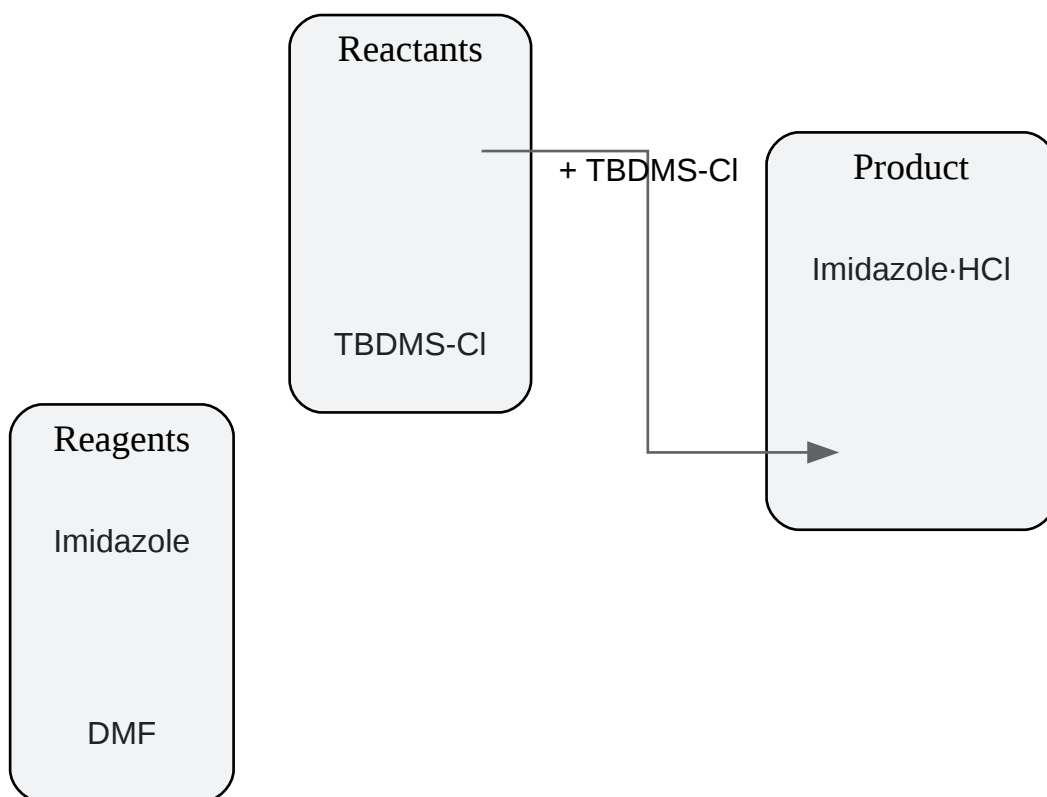 Reactants
+ TBDMS-Cl
TBDMS-Cl
Product
Imidazole·HCl
Reagents
Imidazole
DMF